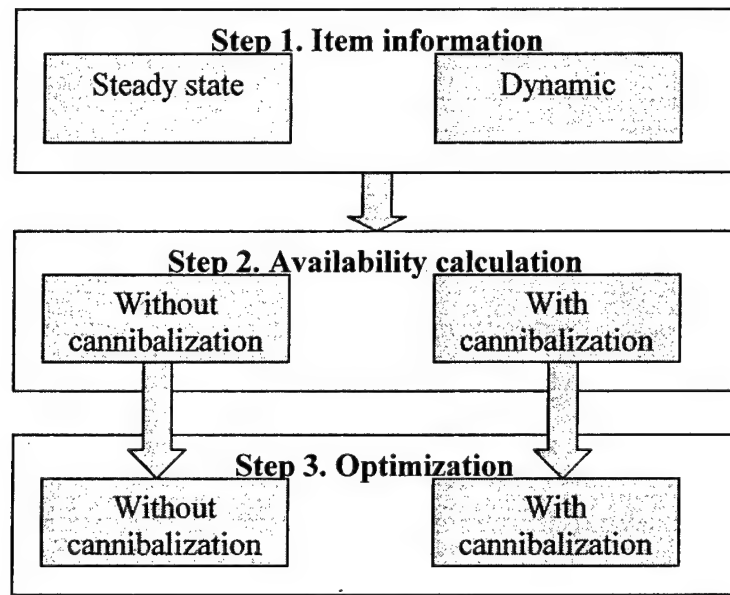 Step 1. Item information
Steady state
Dynamic
Step 2. Availability calculation
Without
cannibalization
With
cannibalization
Step 3. Optimization
Without
cannibalization
With
cannibalization